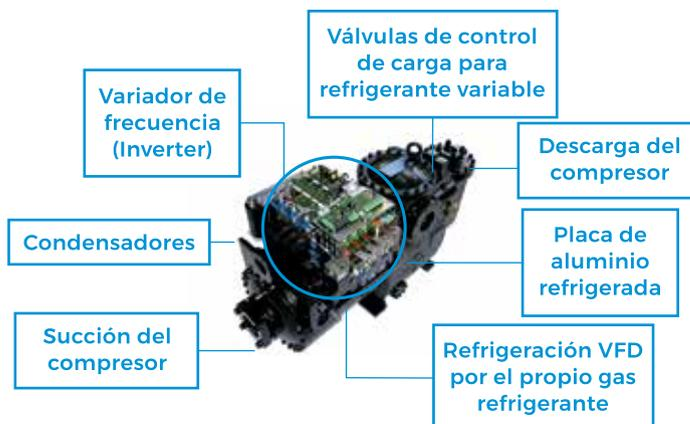 Válvulas de control
de carga para
refrigerante variable
Variador de
frecuencia
(Inverter)
Descarga del
compresor
Condensadores
Placa de
aluminio
refrigerada
Succión del
compresor
Refrigeración VFD
por el propio gas
refrigerante